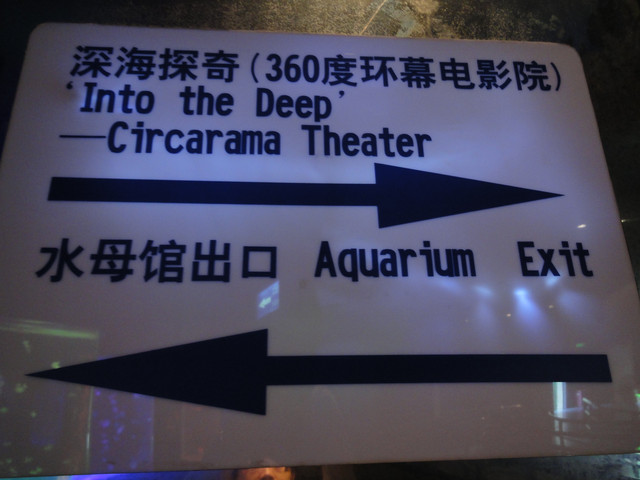 深海探奇(360度环幕电影院)
'Into the Deep'
—Circarama Theater
水母馆出口 Aquarium Exit